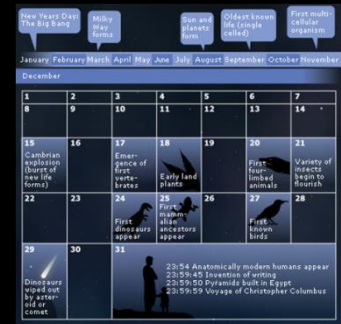 New Years Day:
The Big Bang
Milky
Way
forms
Sun and
planets
form
Oldest known
life (single
celled)
First multi-
cellular
organism
January February March April May June July August September October November
December
1 2 3 4 5 6 7
8 9 10 11 12 13 14
15 16 17 18 19 20 21
Cambrian
explosion
(burst of
new life
forms)
Emer-
gence of
first
verte-
brates
Early land
plants
First
four-
limbed
animals
Variety of
insects
begin to
flourish
22 23 24 25 26 27 28
First
dinosaurs
appear
First
mamm-
alian
ancestors
appear
First
known
birds
29 30 31
Dinosaurs
wiped out
by aster-
oid or
comet
23:54 Anatomically modern humans appear
23:59:45 Invention of writing
23:59:50 Pyramids built in Egypt
23:59:59 Voyage of Christopher Columbus